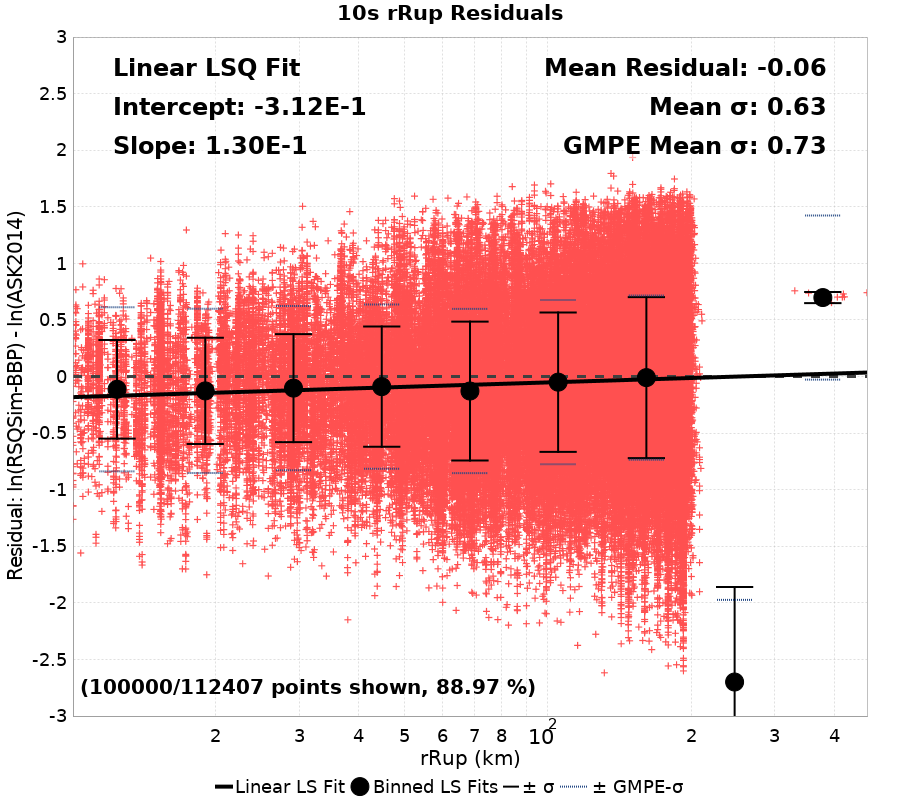 10s rRup Residuals
Linear LSQ Fit
Intercept: -3.12E-1
Slope: 1.30E-1
Mean Residual: -0.06
Mean σ: 0.63
GMPE Mean σ: 0.73
Residual: ln(RSQSim-BBP) - ln(ASK2014)
3
2.5
2
1.5
1
0.5
0
-0.5
-1
-1.5
-2
-2.5
-3
(100000/112407 points shown, 88.97 %)
2 3 4 5 6 7 8 10² 2 3 4
rRup (km)
Linear LS Fit Binned LS Fits ± σ ± GMPE-σ